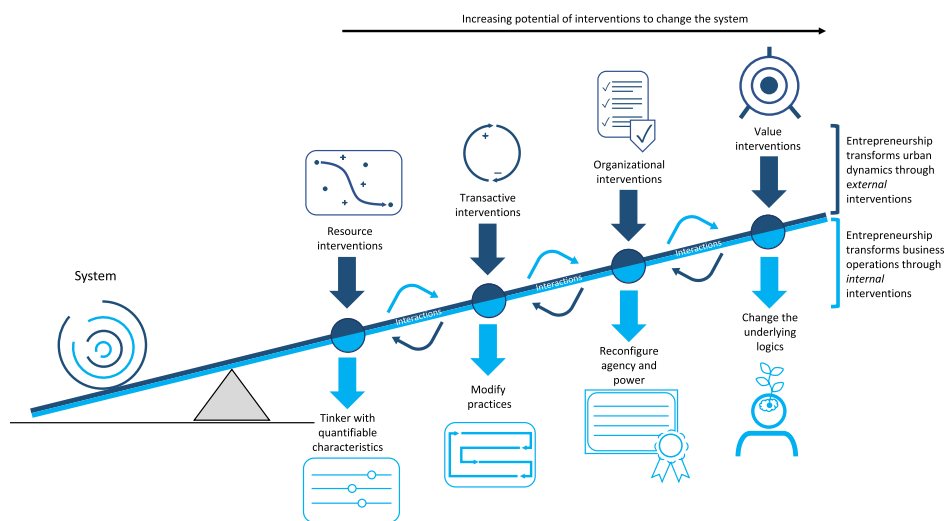 Increasing potential of interventions to change the system
Value
interventions
Organizational
interventions
Transactive
interventions
Resource
interventions
Entrepreneurship
transforms urban
dynamics through
external
interventions
Entrepreneurship
transforms business
operations through
internal
interventions
System
Interactions
Interactions
Interactions
Tinker with
quantifiable
characteristics
Modify
practices
Reconfigure
agency and
power
Change the
underlying
logics